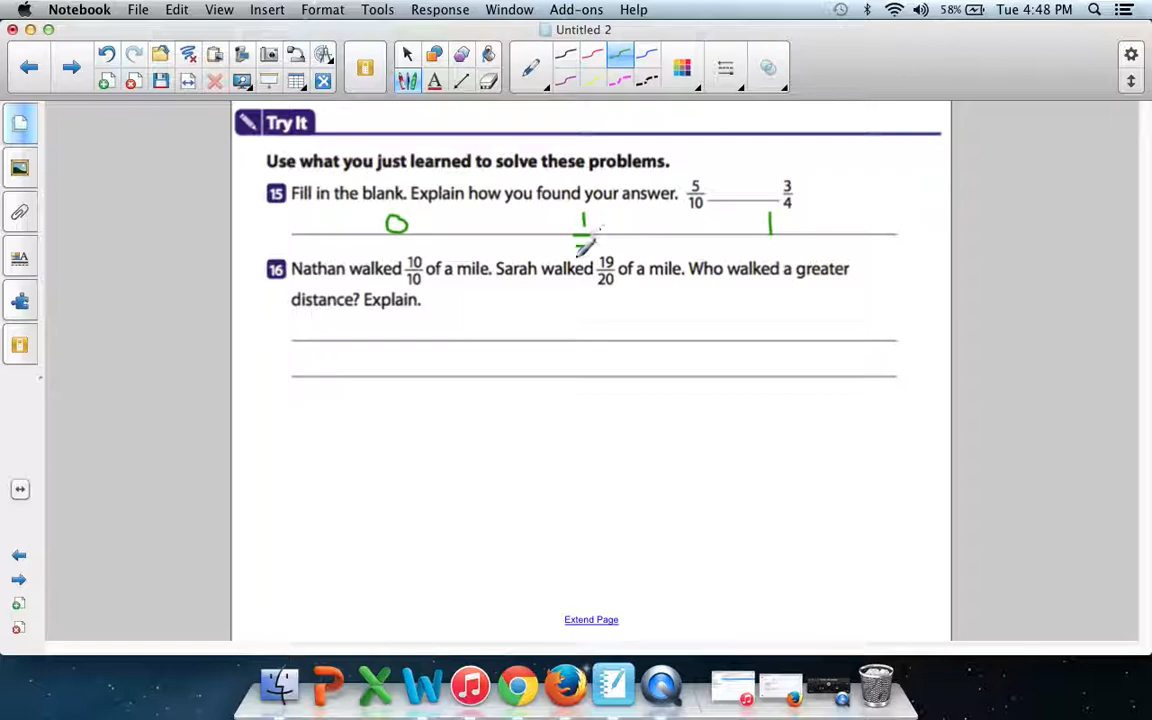 Notebook File Edit View Insert Format Tools Response Window Add-ons Help 58% Tue 4:48 PM
Untitled 2
Try It
Use what you just learned to solve these problems.
15 Fill in the blank. Explain how you found your answer. 5/10 ______ 3/4
0 1 1
16 Nathan walked 10/10 of a mile. Sarah walked 19/20 of a mile. Who walked a greater
distance? Explain.
Extend Page